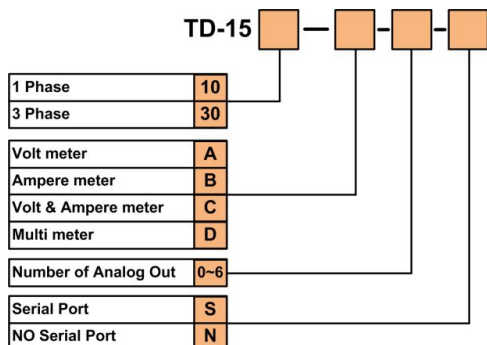 TD-15 — - -
1 Phase 10
3 Phase 30
Volt meter A
Ampere meter B
Volt & Ampere meter C
Multi meter D
Number of Analog Out 0~6
Serial Port S
NO Serial Port N